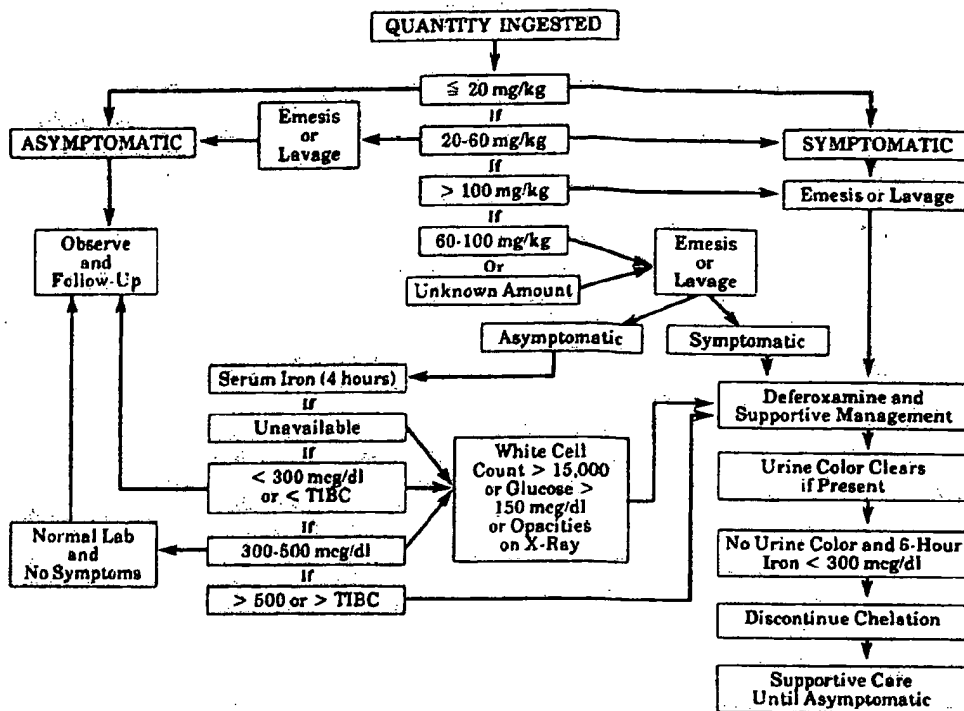 QUANTITY INGESTED
≦ 20 mg/kg
If
20-60 mg/kg
If
> 100 mg/kg
If
60-100 mg/kg
Or
Unknown Amount
Emesis
or
Lavage
ASYMPTOMATIC
SYMPTOMATIC
Emesis or Lavage
Observe
and
Follow-Up
Emesis
or
Lavage
Asymptomatic
Symptomatic
Serum Iron (4 hours)
If
Unavailable
If
< 300 mcg/dl
or < TIBC
If
300-500 mcg/dl
If
> 500 or > TIBC
Normal Lab
and
No Symptoms
White Cell
Count > 15,000
or Glucose >
150 mcg/dl
or Opacities
on X-Ray
Deferoxamine and
Supportive Management
Urine Color Clears
if Present
No Urine Color and 6-Hour
Iron < 300 mcg/dl
Discontinue Chelation
Supportive Care
Until Asymptomatic